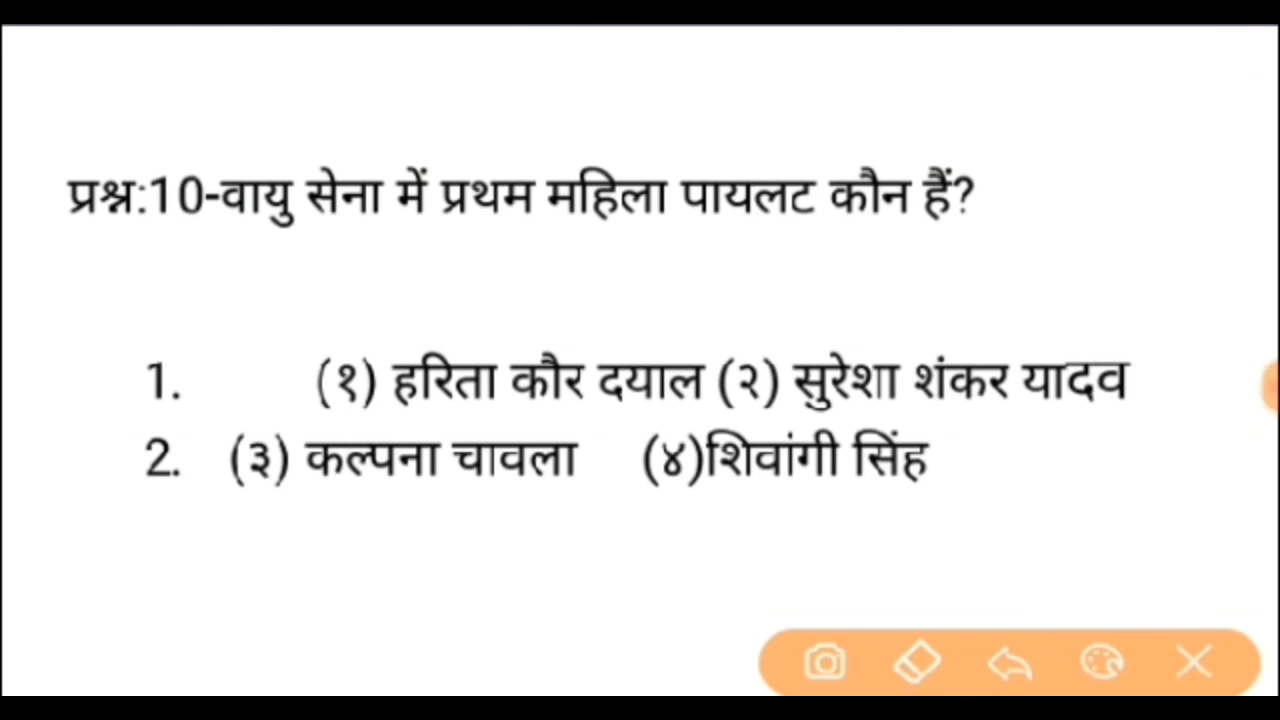 प्रश्न:10-वायु सेना में प्रथम महिला पायलट कौन हैं?
1. (१) हरिता कौर दयाल (२) सुरेशा शंकर यादव
2. (३) कल्पना चावला (४)शिवांगी सिंह